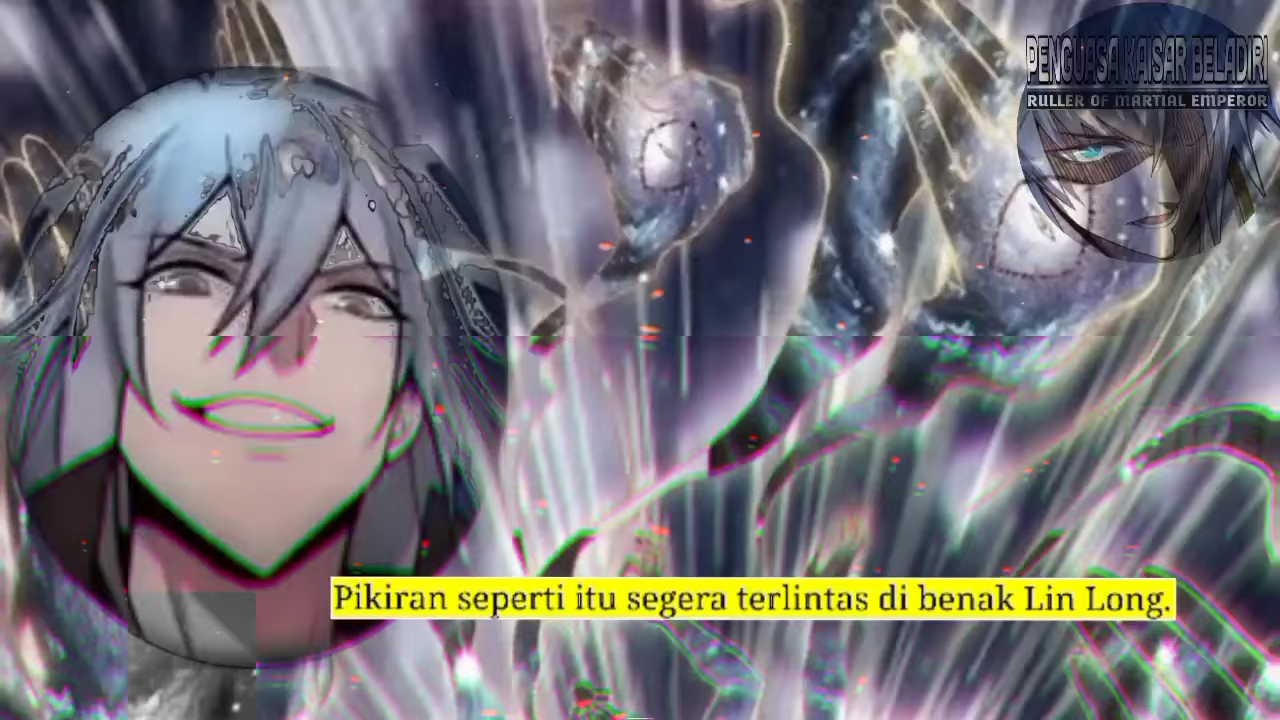 PENGUASA KAISAR BELADIRI
RULLER OF MARTIAL EMPEROR
Pikiran seperti itu segera terlintas di benak Lin Long.